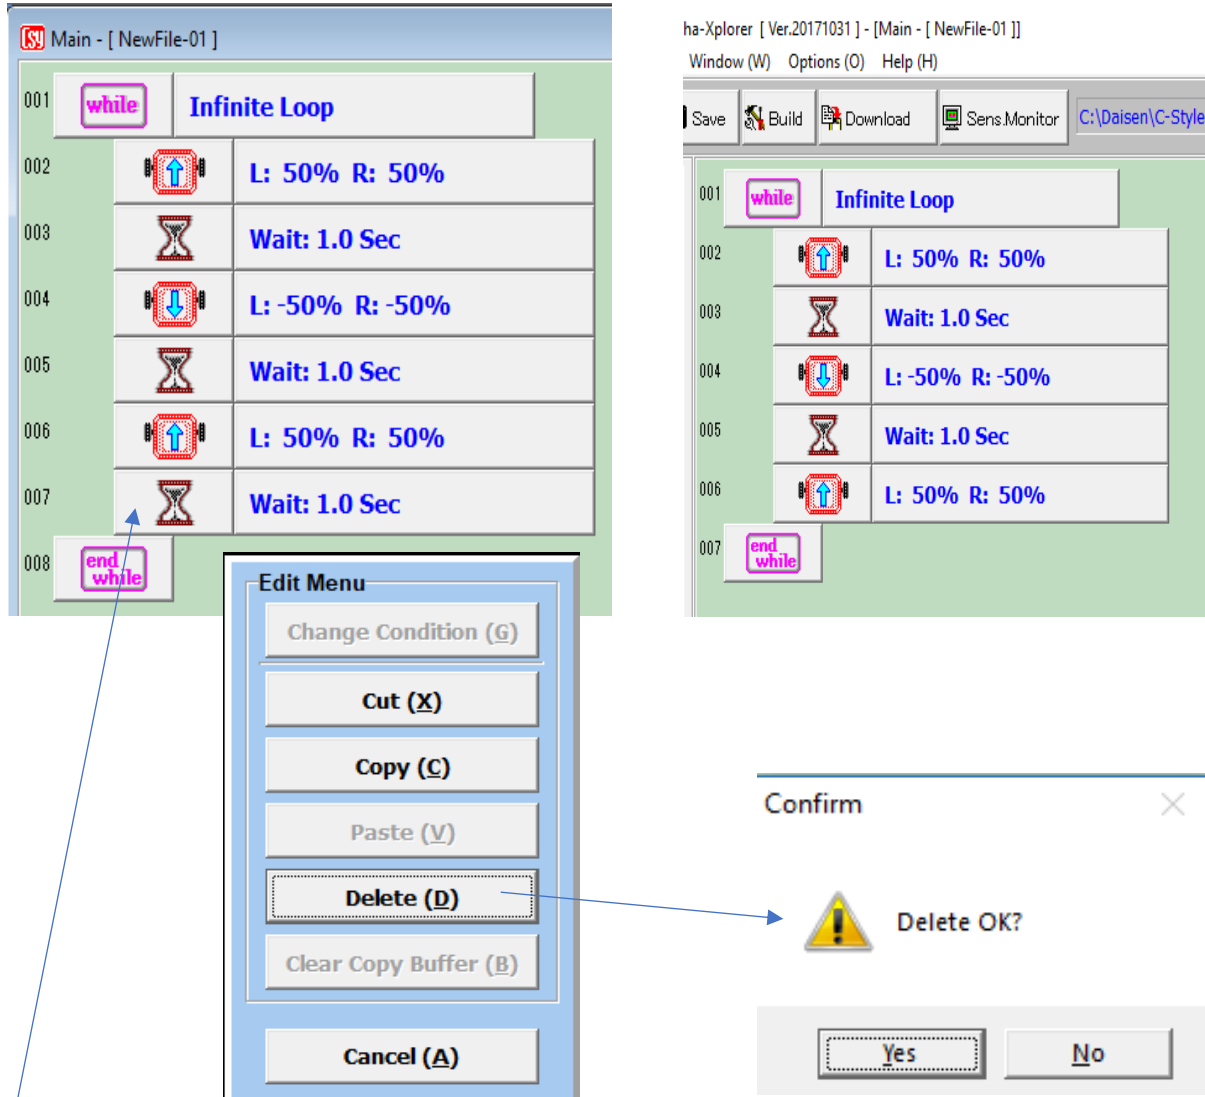 Main - [ NewFile-01 ]
001 while Infinite Loop
002 L: 50% R: 50%
003 Wait: 1.0 Sec
004 L: -50% R: -50%
005 Wait: 1.0 Sec
006 L: 50% R: 50%
007 Wait: 1.0 Sec
008 end while
ha-Xplorer [ Ver.20171031 ] - [Main - [ NewFile-01 ]]
Window (W) Options (O) Help (H)
Save Build Download Sens.Monitor C:\Daisen\C-Style
001 while Infinite Loop
002 L: 50% R: 50%
003 Wait: 1.0 Sec
004 L: -50% R: -50%
005 Wait: 1.0 Sec
006 L: 50% R: 50%
007 end while
Edit Menu
Change Condition (G)
Cut (X)
Copy (C)
Paste (V)
Delete (D)
Clear Copy Buffer (B)
Cancel (A)
Confirm
Delete OK?
Yes No